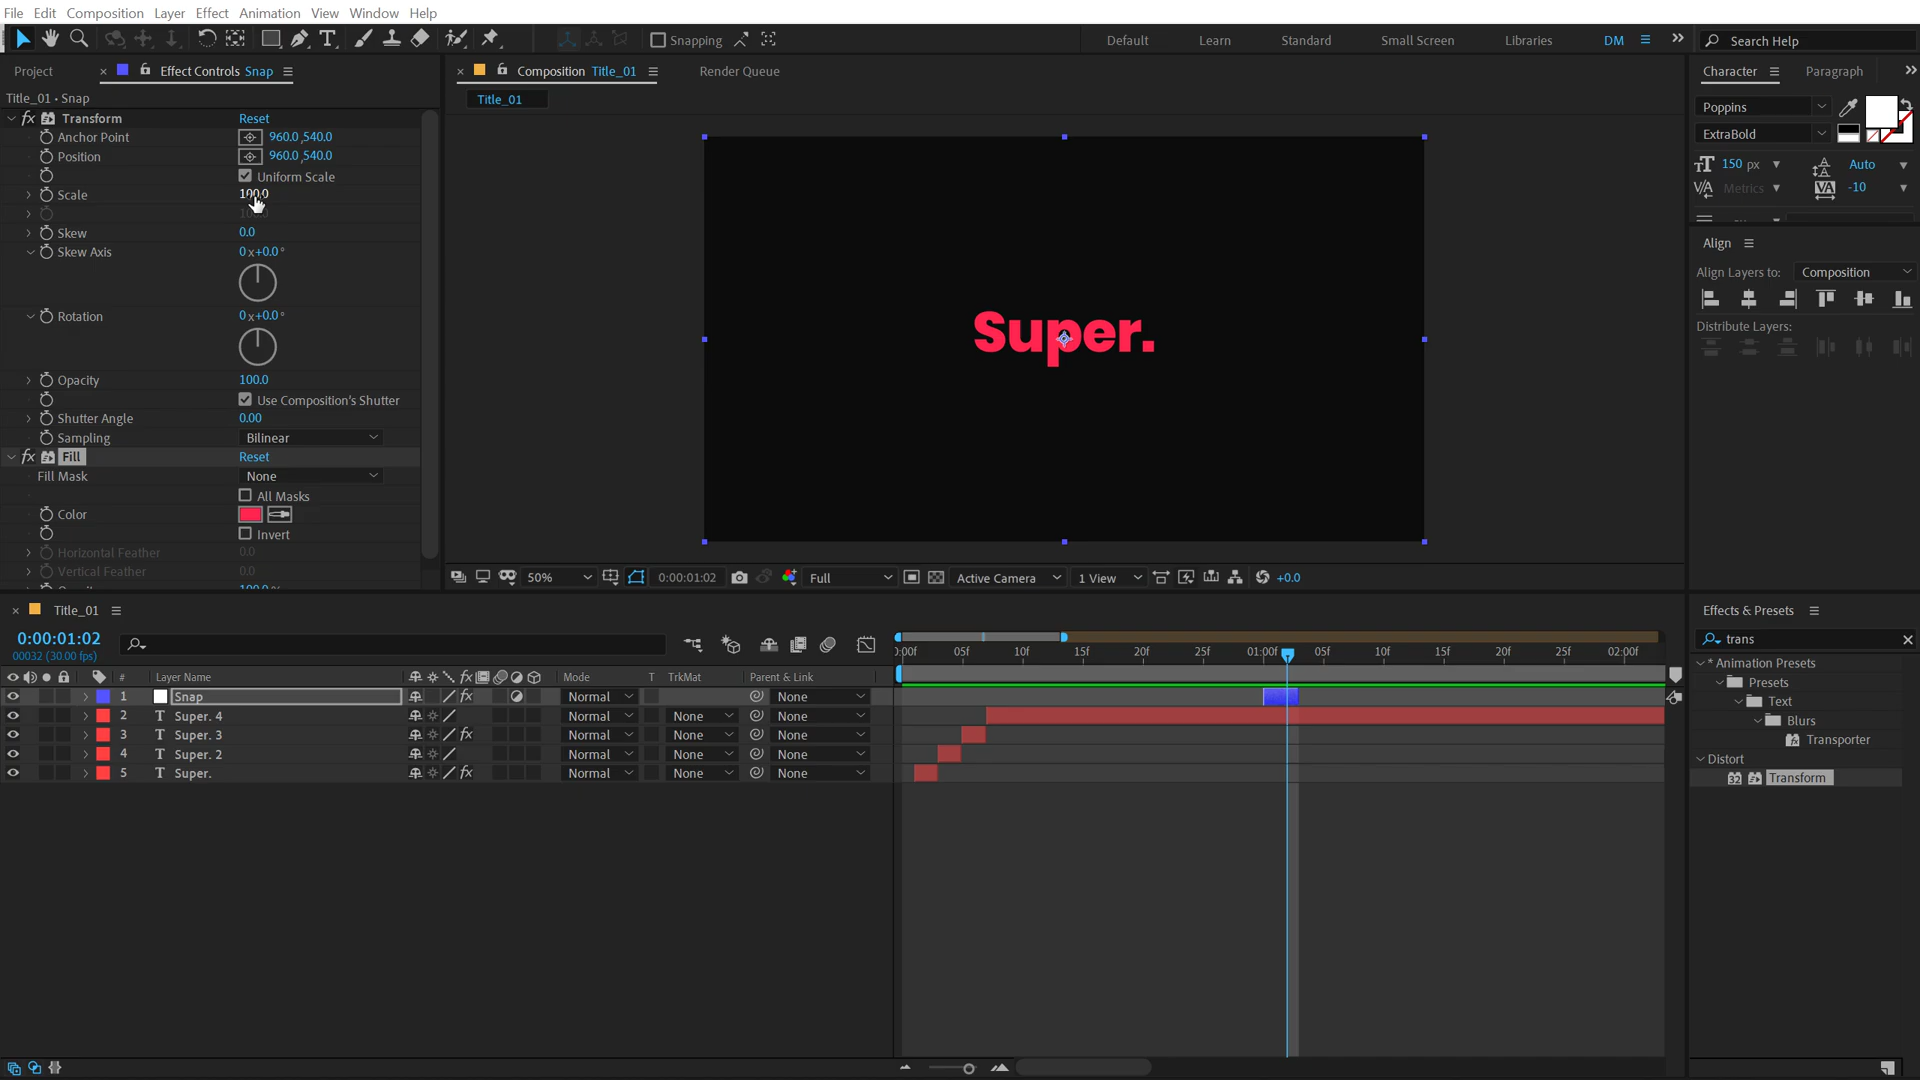 File Edit Composition Layer Effect Animation View Window Help
Snapping Default Learn Standard Small Screen Libraries DM Search Help
Project Effect Controls Snap Composition Title_01 Render Queue Character Paragraph
Title_01 • Snap
Title_01
Transform Reset
Anchor Point 960.0,540.0
Position 960.0,540.0
Uniform Scale
Scale 100.0
Skew 0.0
Skew Axis 0x+0.0°
Rotation 0x+0.0°
Opacity 100.0
Use Composition's Shutter
Shutter Angle 0.00
Sampling Bilinear
Fill Reset
Fill Mask None
All Masks
Color
Invert
Horizontal Feather 0.0
Vertical Feather 0.0
Super.
Poppins
ExtraBold
150 px Auto
Metrics -10
Align
Align Layers to: Composition
Distribute Layers:
50% 0:00:01:02 Full Active Camera 1 View +0.0
Title_01
0:00:01:02
00032 (30.00 fps)
0:00f 05f 10f 15f 20f 25f 01:00f 05f 10f 15f 20f 25f 02:00f
# Layer Name Mode T TrkMat Parent & Link
1 Snap Normal None
2 T Super. 4 Normal None None
3 T Super. 3 Normal None None
4 T Super. 2 Normal None None
5 T Super. Normal None None
Effects & Presets
trans
* Animation Presets
Presets
Text
Blurs
Transporter
Distort
32 Transform